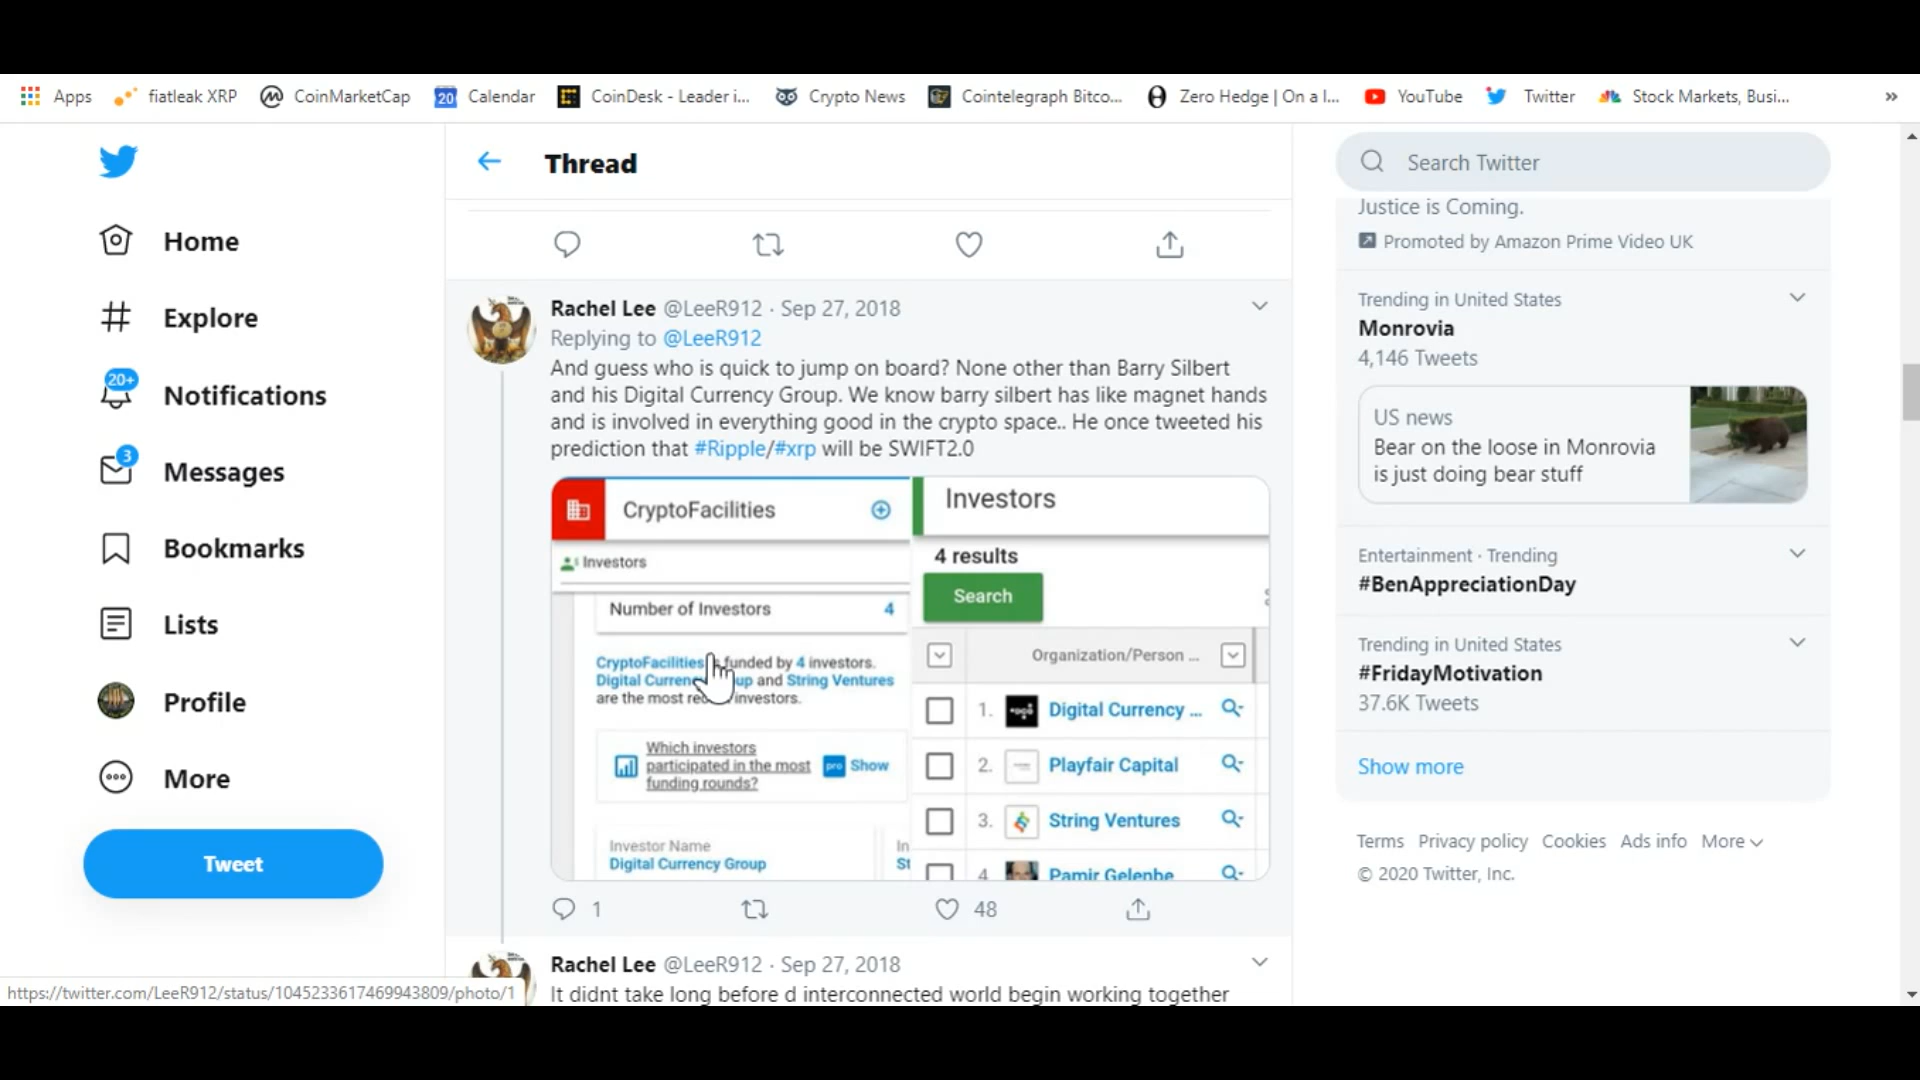 Apps
fiatleak XRP
CoinMarketCap
20
Calendar
CoinDesk - Leader i...
Crypto News
Cointelegraph Bitco...
Zero Hedge | On a l...
YouTube
Twitter
Stock Markets, Busi...
»
Home
Explore
20+
Notifications
3
Messages
Bookmarks
Lists
Profile
More
Tweet
Thread
Rachel Lee @LeeR912 · Sep 27, 2018
Replying to @LeeR912
And guess who is quick to jump on board? None other than Barry Silbert
and his Digital Currency Group. We know barry silbert has like magnet hands
and is involved in everything good in the crypto space.. He once tweeted his
prediction that #Ripple/#xrp will be SWIFT2.0
CryptoFacilities
Investors
Number of Investors 4
CryptoFacilities funded by 4 investors.
Digital and String Ventures
are the most investors.
Which investors
participated in the most
funding rounds?
pro Show
Investor Name
Digital Currency Group
In
St
Investors
4 results
Search
Organization/Person ...
1. Digital Currency ...
2. Playfair Capital
3. String Ventures
4 Pamir Gelenbe
1
48
Rachel Lee @LeeR912 · Sep 27, 2018
It didnt take long before d interconnected world begin working together
https://twitter.com/LeeR912/status/1045233617469943809/photo/1
Search Twitter
Justice is Coming.
Promoted by Amazon Prime Video UK
Trending in United States
Monrovia
4,146 Tweets
US news
Bear on the loose in Monrovia
is just doing bear stuff
Entertainment · Trending
#BenAppreciationDay
Trending in United States
#FridayMotivation
37.6K Tweets
Show more
Terms Privacy policy Cookies Ads info More
© 2020 Twitter, Inc.